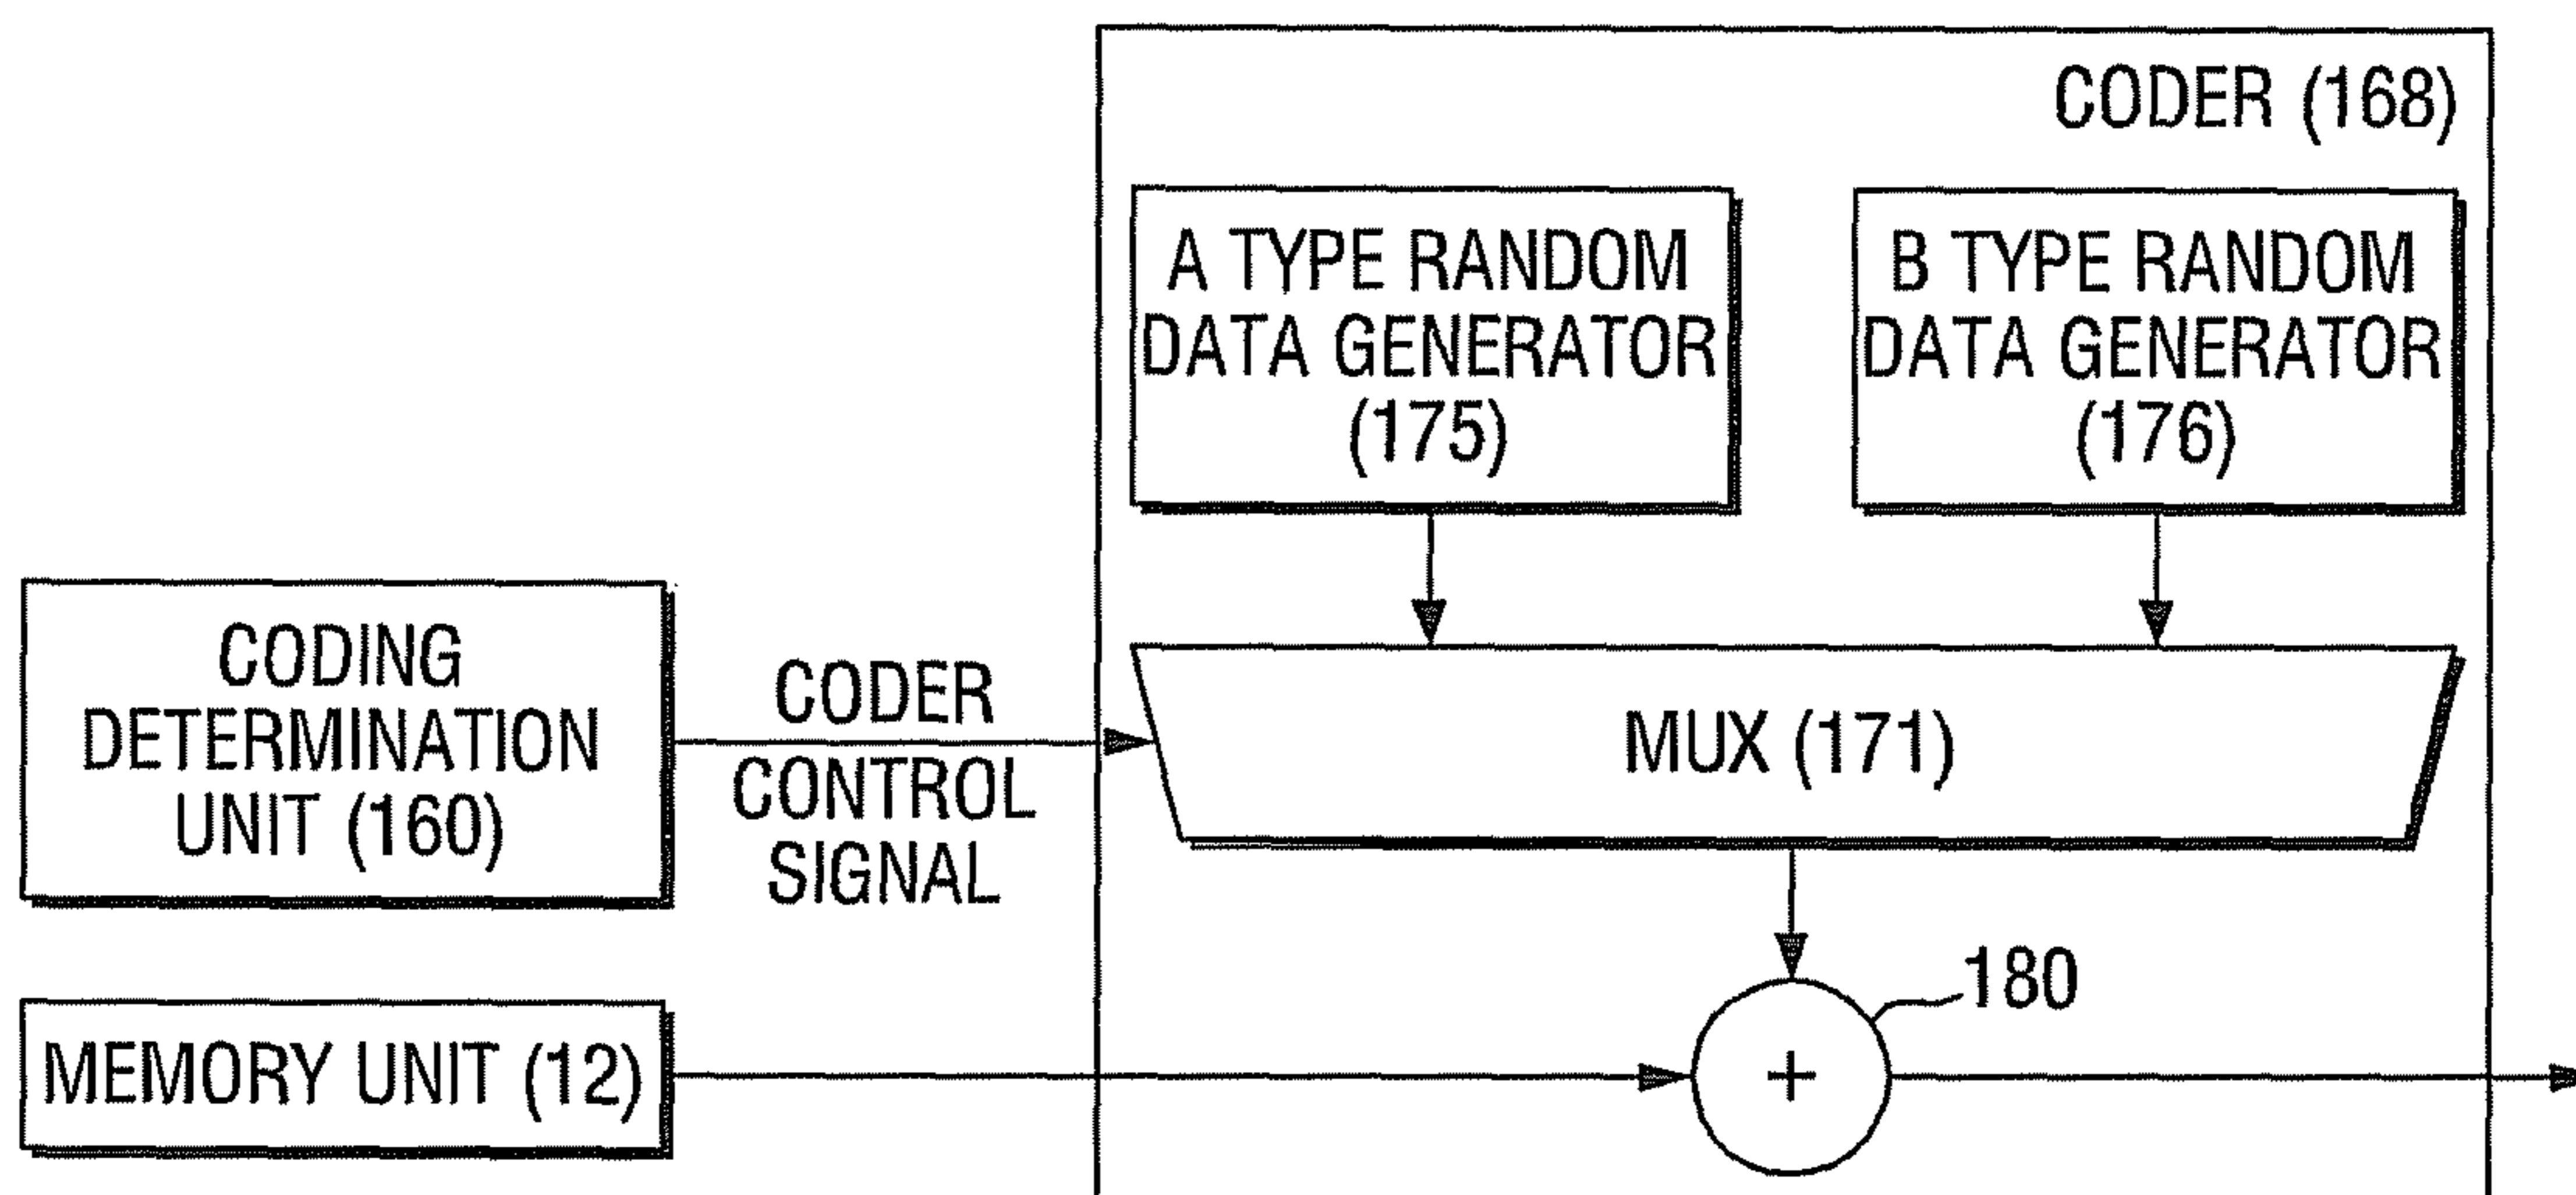 CODER (168)
A TYPE RANDOM
DATA GENERATOR
(175)
B TYPE RANDOM
DATA GENERATOR
(176)
CODING
DETERMINATION
UNIT (160)
CODER
CONTROL
SIGNAL
MUX (171)
180
MEMORY UNIT (12)
+